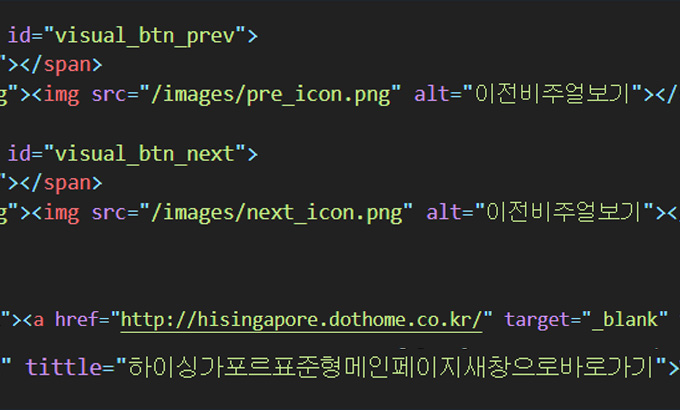 id="visual_btn_prev">
"></span>
g"><img src="/images/pre_icon.png" alt="이전비주얼보기"></
id="visual_btn_next">
"></span>
g"><img src="/images/next_icon.png" alt="이전비주얼보기"><
"><a href="http://hisingapore.dothome.co.kr/" target="_blank"
" tittle="하이싱가포르표준형메인페이지새창으로바로가기">